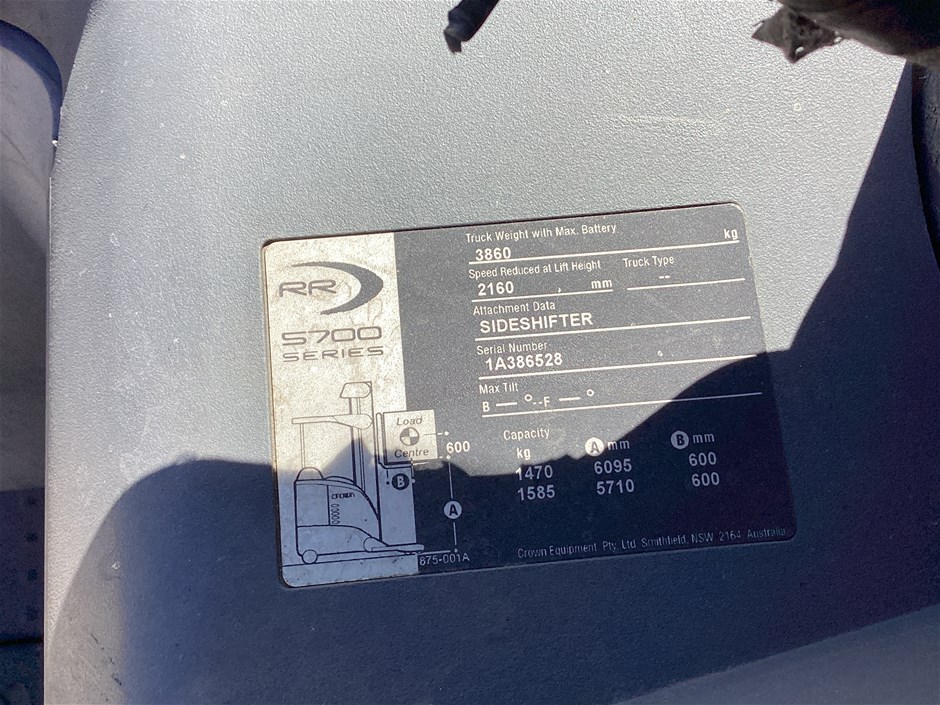 RR
5700
SERIES
Load
Centre
600
B
A
CROWN
875-001A
Truck Weight with Max. Battery
3860 kg
Speed Reduced at Lift Height Truck Type
2160 mm --
Attachment Data
SIDESHIFTER
Serial Number
1A386528
Max Tilt
B — ° -- F — °
Capacity
kg A mm B mm
1470 6095 600
1585 5710 600
Crown Equipment, Pty, Ltd, Smithfield, NSW, 2164, Australia